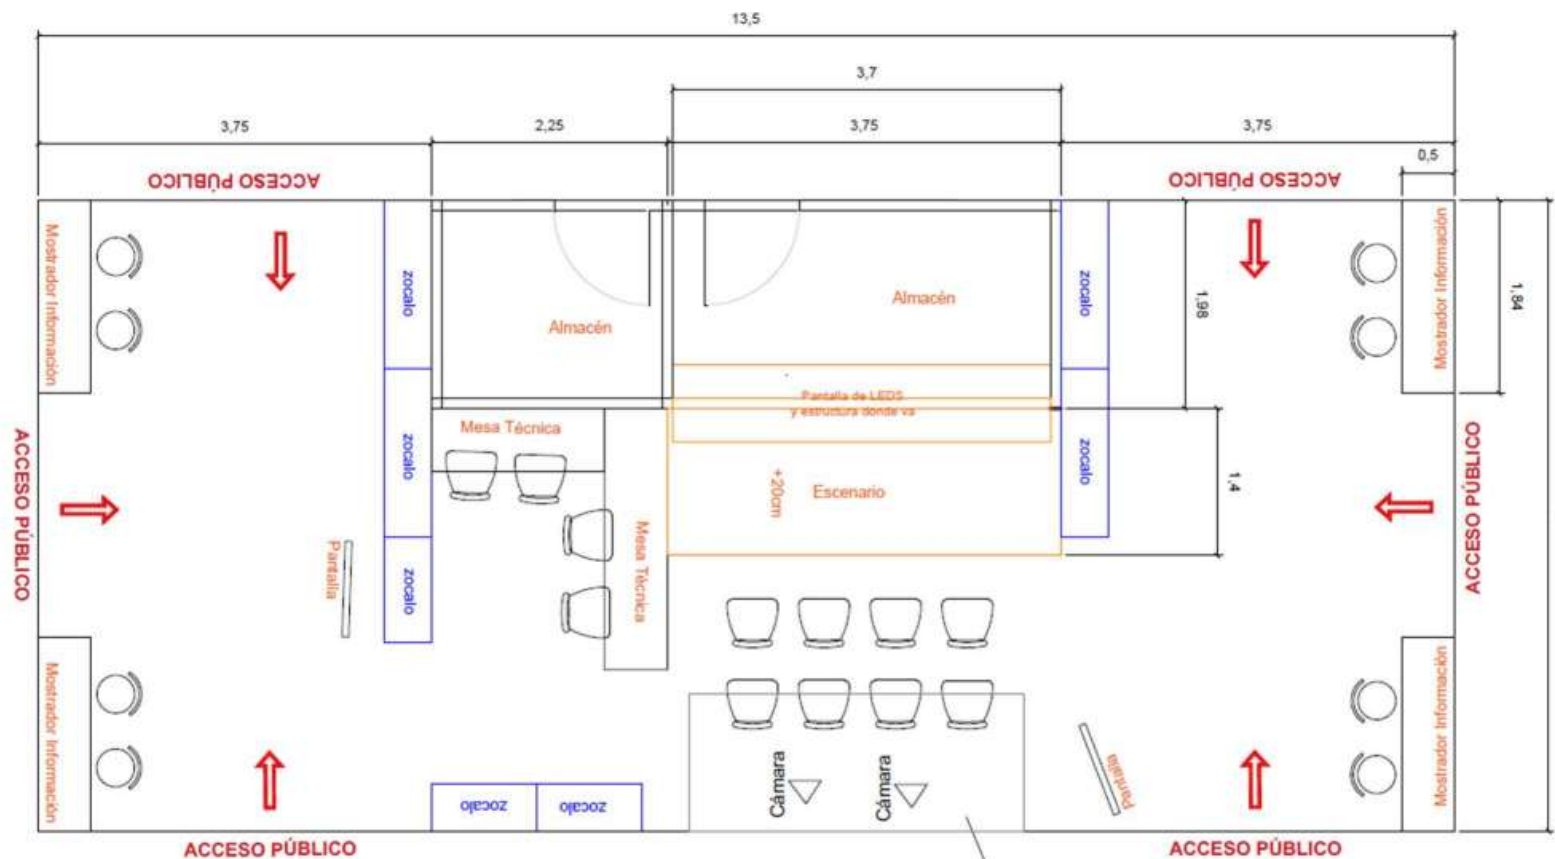 13,5
3,7
3,75
2,25
3,75
3,75
0,5
ACCESO PÚBLICO
ACCESO PÚBLICO
Mostrador Información
zocalo
Almacén
Almacén
zocalo
1,98
Mostrador Información
1,84
Pantalla de LEDS
y estructura donde va
Mesa Técnica
zocalo
zocalo
ACCESO PÚBLICO
+20cm
Escenario
1,4
ACCESO PÚBLICO
Pantalla
zocalo
Mesa Técnica
Mostrador Información
Mostrador Información
Cámara
Cámara
Pantalla
zocalo
zocalo
ACCESO PÚBLICO
ACCESO PÚBLICO